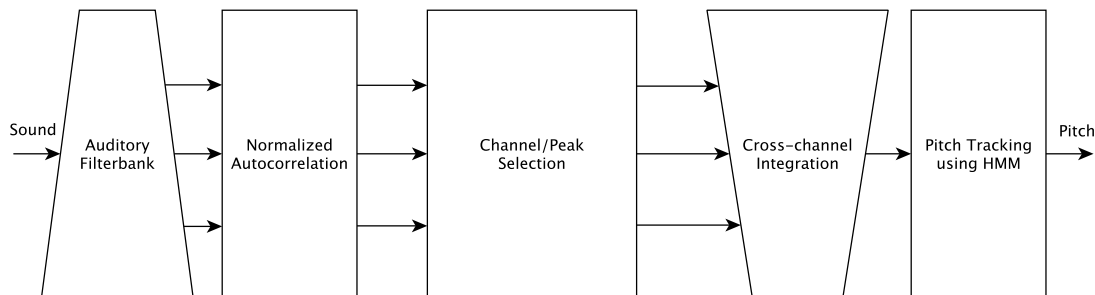 Sound
Auditory
Filterbank
Normalized
Autocorrelation
Channel/Peak
Selection
Cross-channel
Integration
Pitch Tracking
using HMM
Pitch